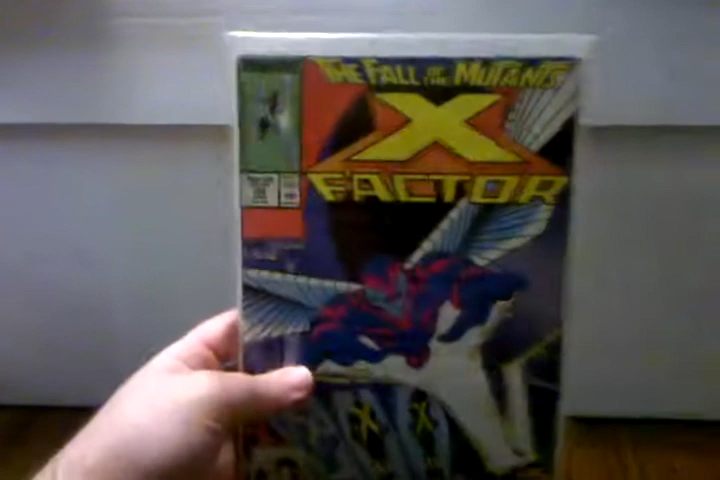 THE FALL OF THE MUTANTS
X
FACTOR
X X